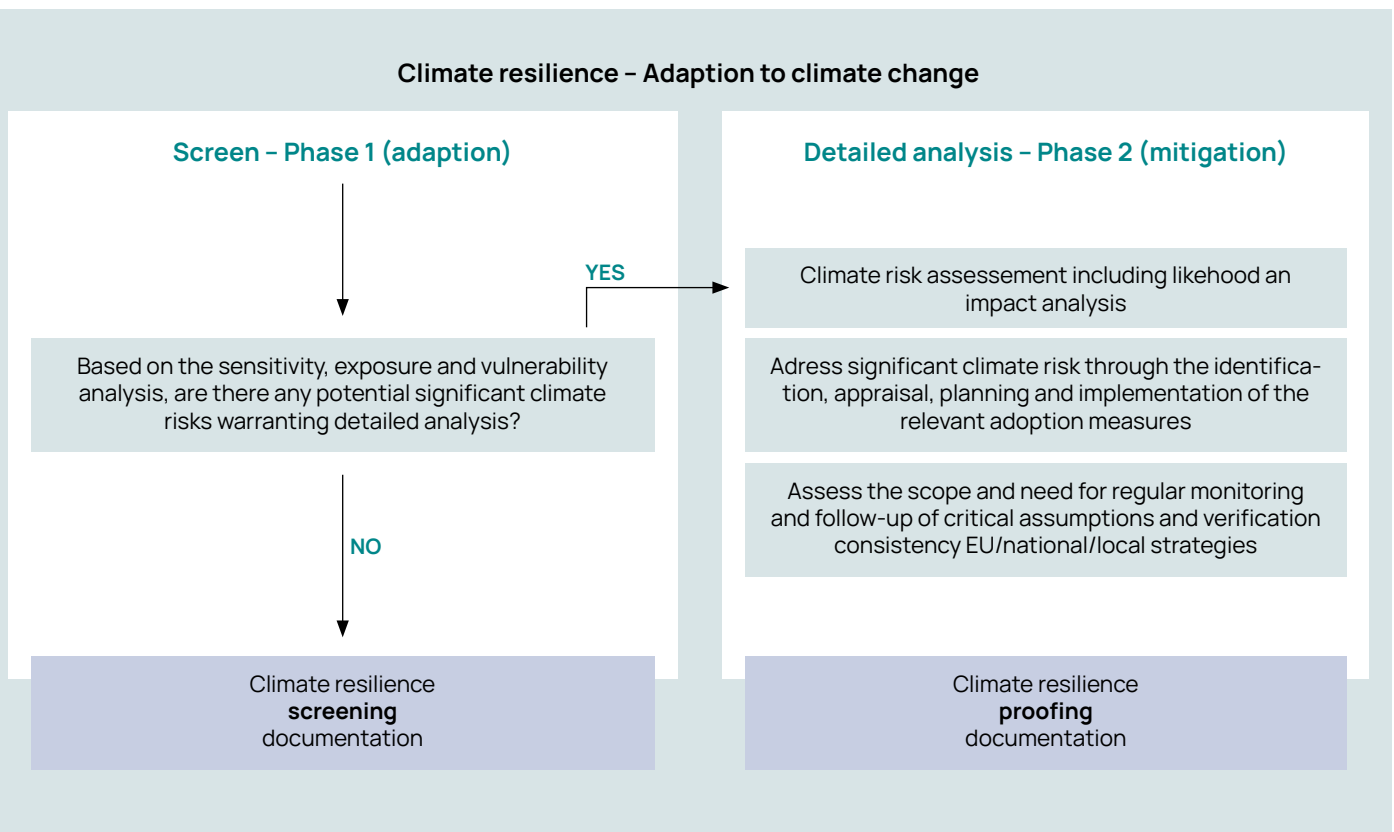 Climate resilience – Adaption to climate change
Screen – Phase 1 (adaption)
YES
Based on the sensitivity, exposure and vulnerability
analysis, are there any potential significant climate
risks warranting detailed analysis?
NO
Climate resilience
screening
documentation
Detailed analysis – Phase 2 (mitigation)
Climate risk assessement including likehood an
impact analysis
Adress significant climate risk through the identifica-
tion, appraisal, planning and implementation of the
relevant adoption measures
Assess the scope and need for regular monitoring
and follow-up of critical assumptions and verification
consistency EU/national/local strategies
Climate resilience
proofing
documentation